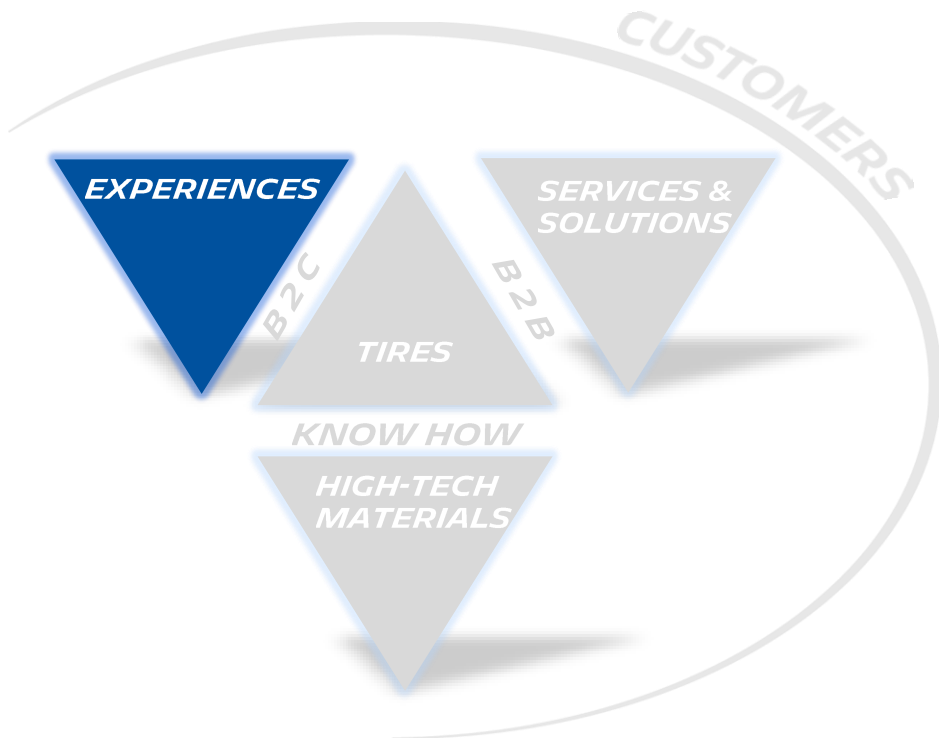 CUSTOMERS
EXPERIENCES
SERVICES &
SOLUTIONS
B2C
B2B
TIRES
KNOW HOW
HIGH-TECH
MATERIALS